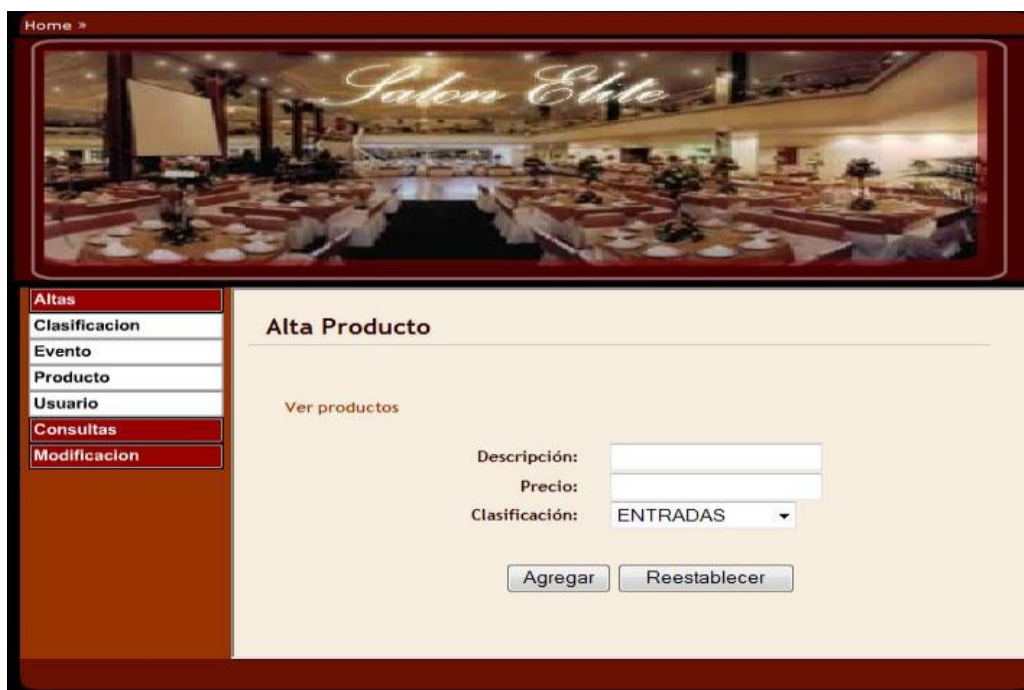 Home »
Salon Elite
Altas
Clasificacion
Evento
Producto
Usuario
Consultas
Modificacion
Alta Producto
Ver productos
Descripción:
Precio:
Clasificación: ENTRADAS
Agregar Reestablecer